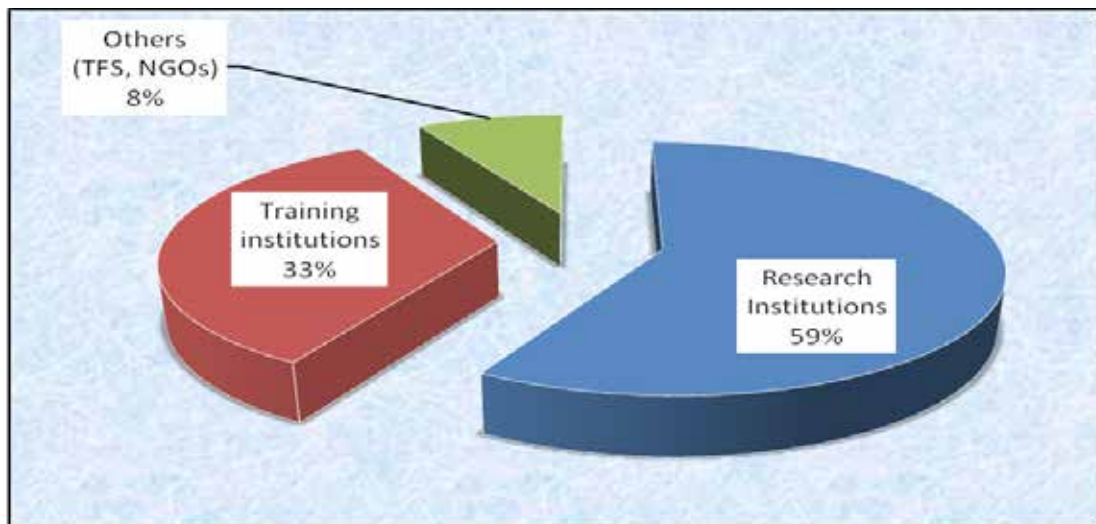 Others
(TFS, NGOs)
8%
Training
institutions
33%
Research
Institutions
59%